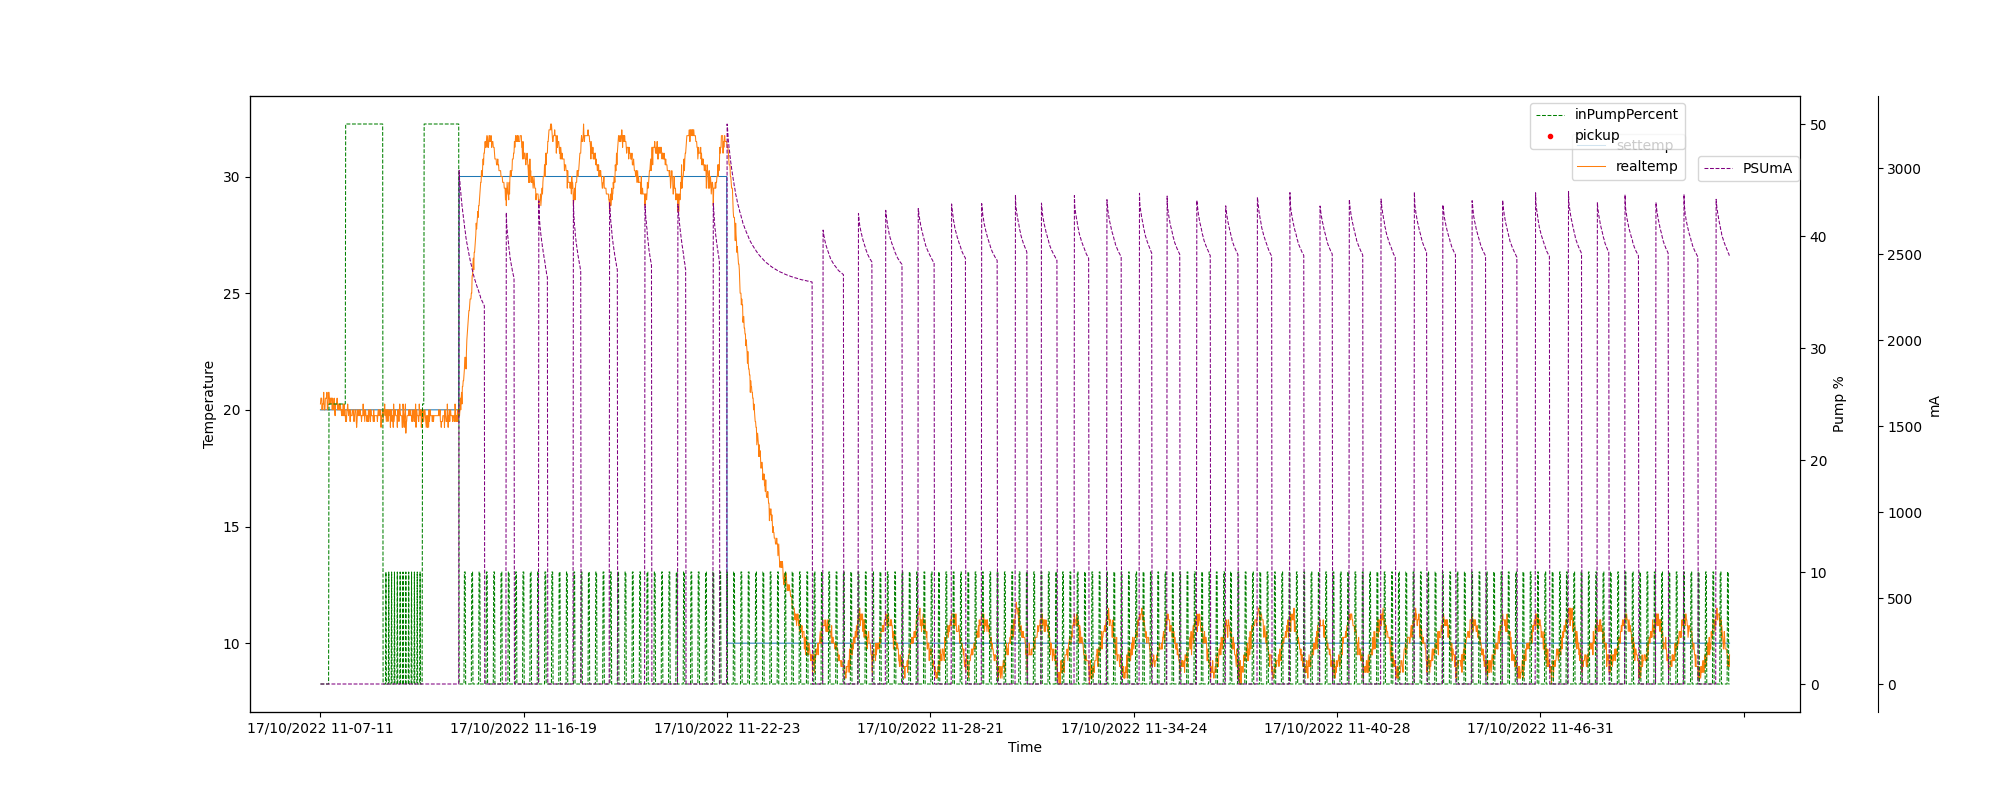 inPumpPercent
pickup
settemp
realtemp
PSUmA
Temperature
30
25
20
15
10
50
40
30
20
10
0
Pump %
3000
2500
2000
1500
1000
500
0
mA
17/10/2022 11-07-11
17/10/2022 11-16-19
17/10/2022 11-22-23
17/10/2022 11-28-21
17/10/2022 11-34-24
17/10/2022 11-40-28
17/10/2022 11-46-31
Time